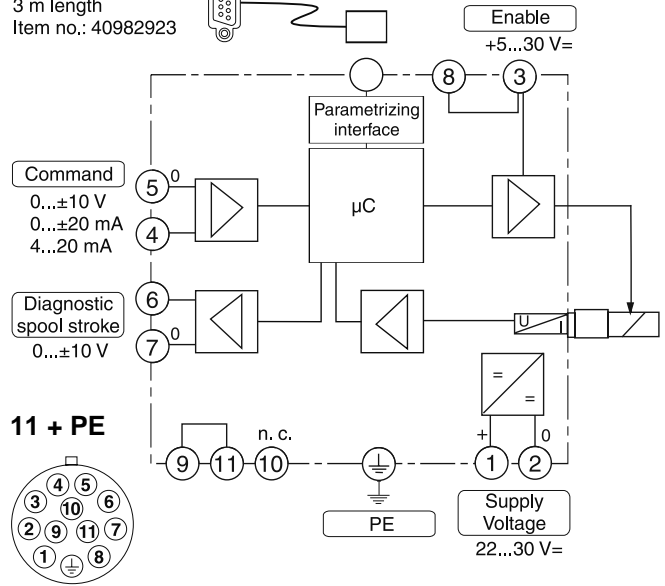 3 m length
Item no.: 40982923
Enable
+5...30 V=
8
3
Parametrizing
interface
Command
0...±10 V
0...±20 mA
4...20 mA
5
0
4
µC
Diagnostic
spool stroke
0...±10 V
6
7
0
U
I
=
=
11 + PE
n. c.
9
11
10
+
0
1
2
PE
Supply
Voltage
22...30 V=
4
5
3
10
6
2
9
11
7
1
8